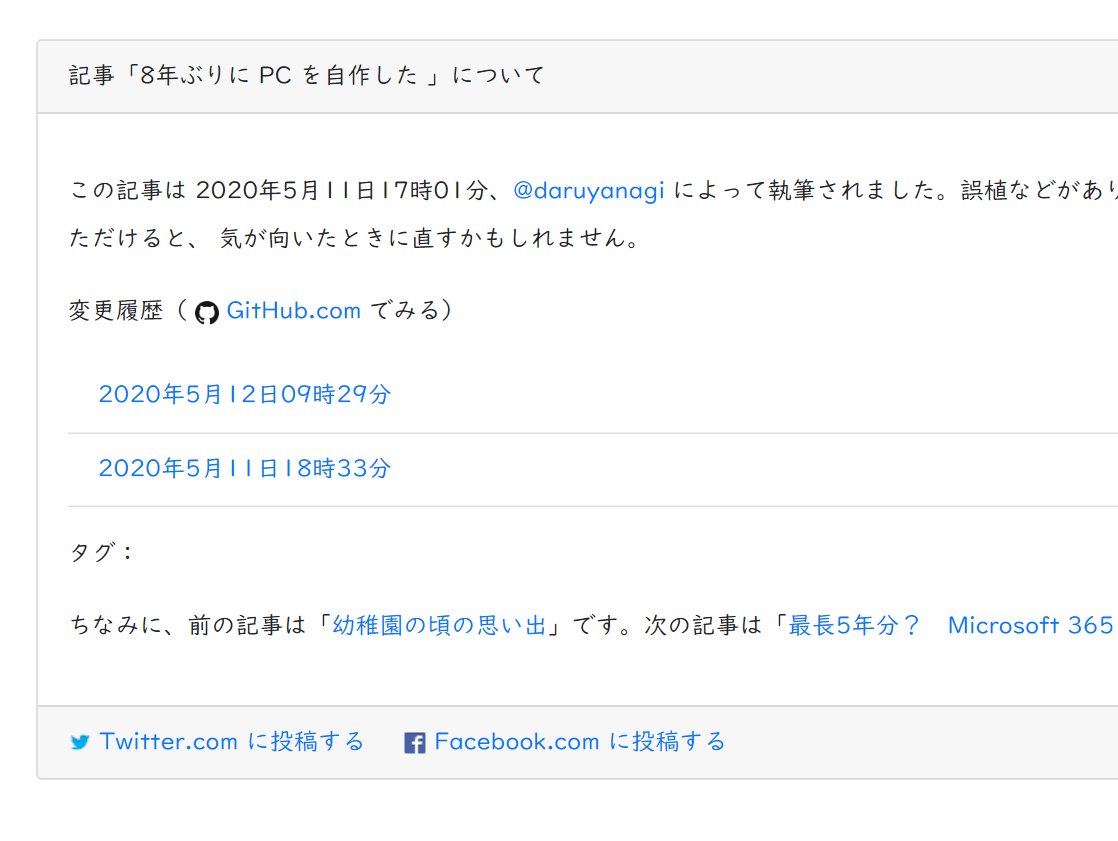 記事「8年ぶりに PC を自作した 」について
この記事は 2020年5月11日17時01分、@daruyanagi によって執筆されました。誤植などがあり
ただけると、 気が向いたときに直すかもしれません。
変更履歴（ GitHub.com でみる）
2020年5月12日09時29分
2020年5月11日18時33分
タグ：
ちなみに、前の記事は「幼稚園の頃の思い出」です。次の記事は「最長5年分？　Microsoft 365
Twitter.com に投稿する Facebook.com に投稿する